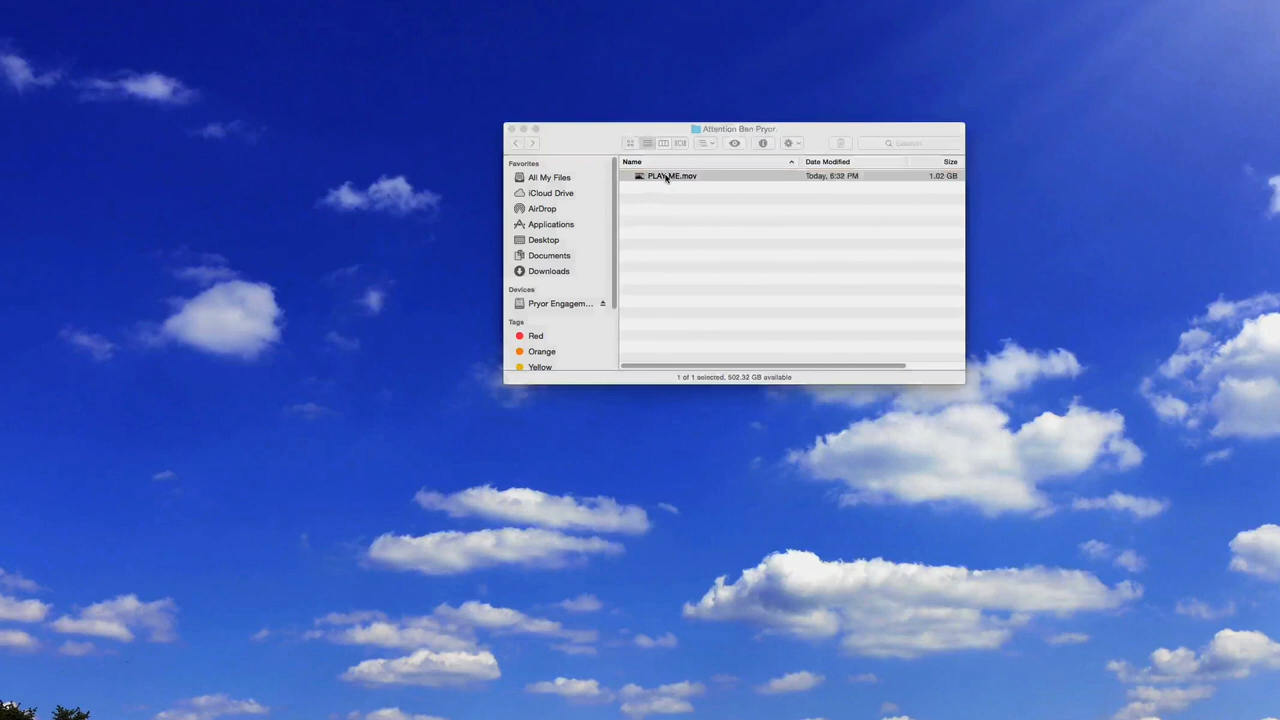 Attention Ben Pryor
Search
Favorites
All My Files
iCloud Drive
AirDrop
Applications
Desktop
Documents
Downloads
Devices
Pryor Engagem...
Tags
Red
Orange
Yellow
Name Date Modified Size
PLAY ME.mov Today, 6:32 PM 1.02 GB
1 of 1 selected, 502.32 GB available